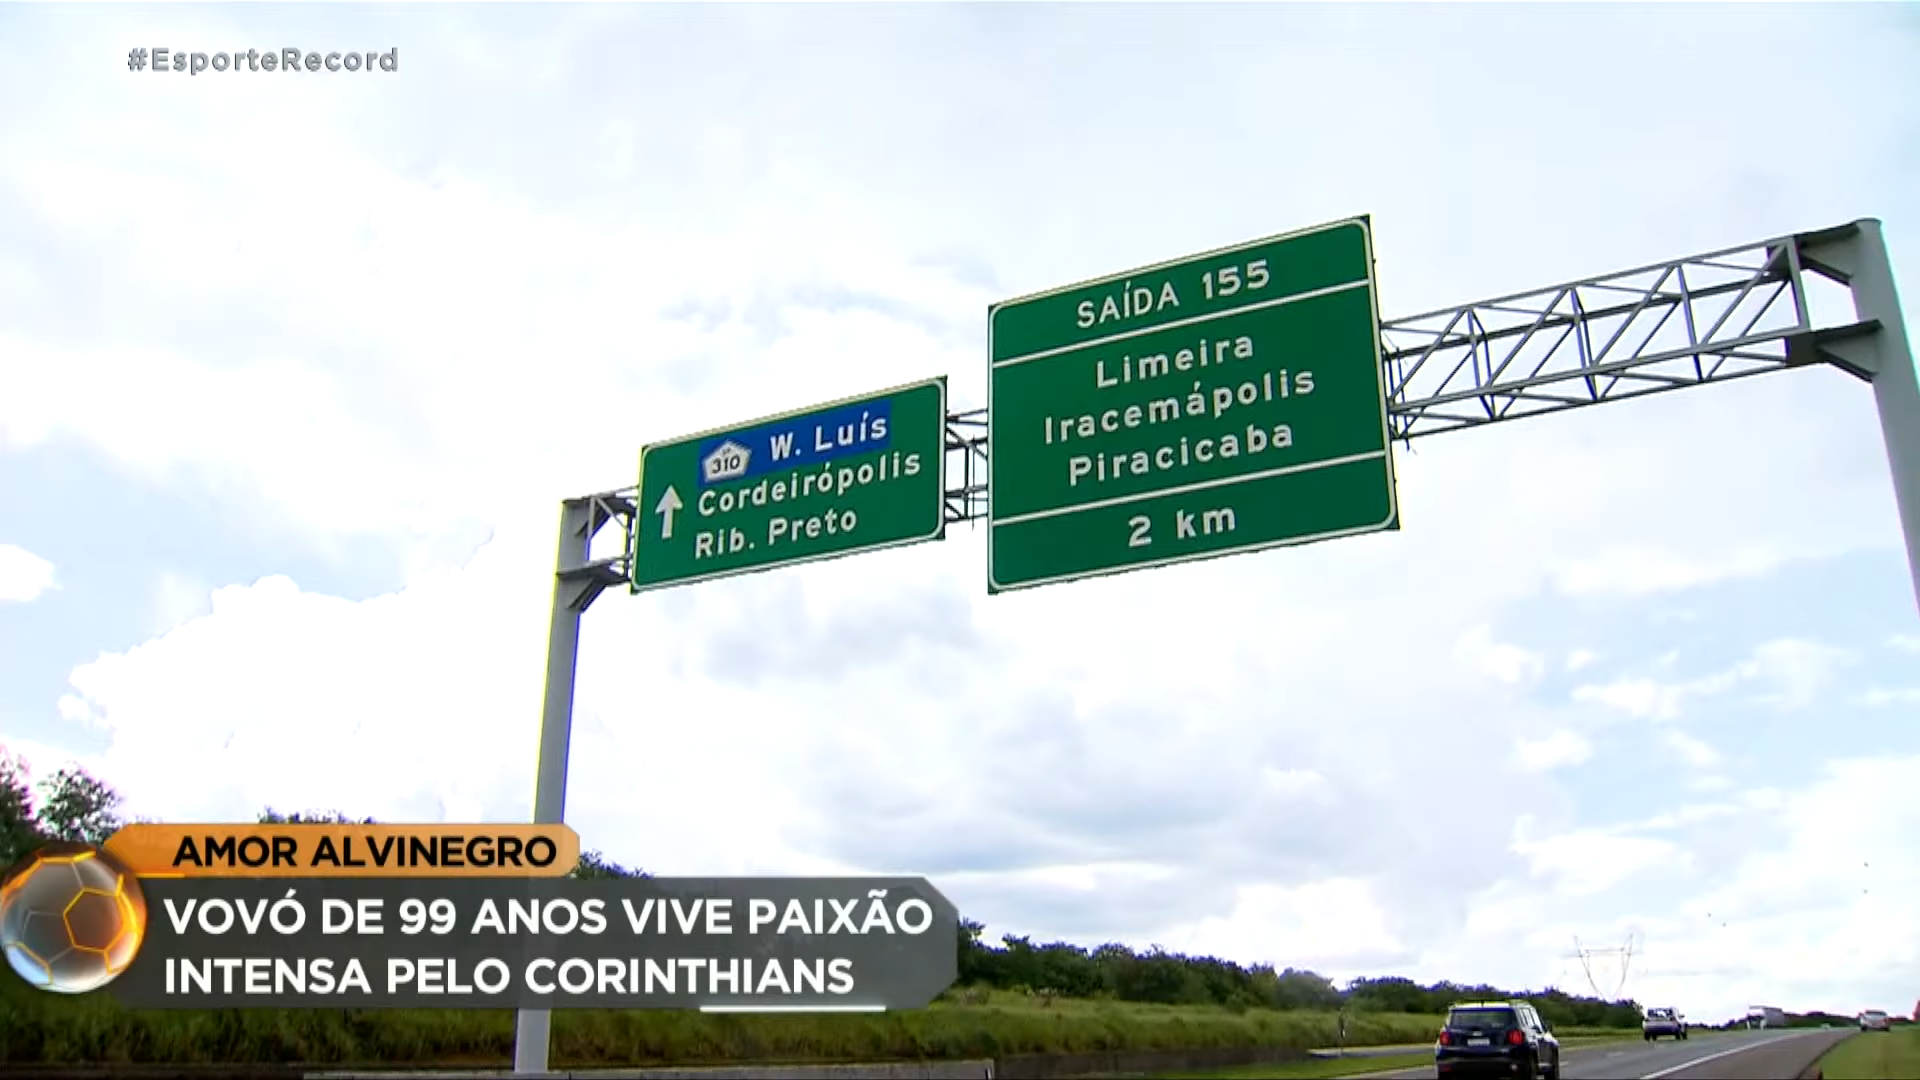 #EsporteRecord
SAÍDA 155
Limeira
Iracemápolis
Piracicaba
2 km
310 W. Luís
Cordeirópolis
Rib. Preto
AMOR ALVINEGRO
VOVÓ DE 99 ANOS VIVE PAIXÃO
INTENSA PELO CORINTHIANS